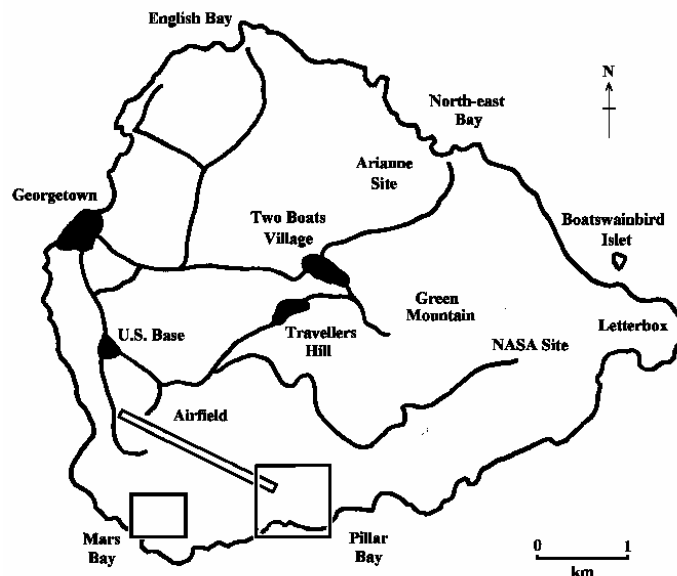 English Bay
N
North-east
Bay
Arianne
Site
Georgetown
Two Boats
Village
Boatswainbird
Islet
Green
Mountain
U.S. Base
Travellers
Hill
NASA Site
Letterbox
Airfield
Mars
Bay
Pillar
Bay
0 1
km